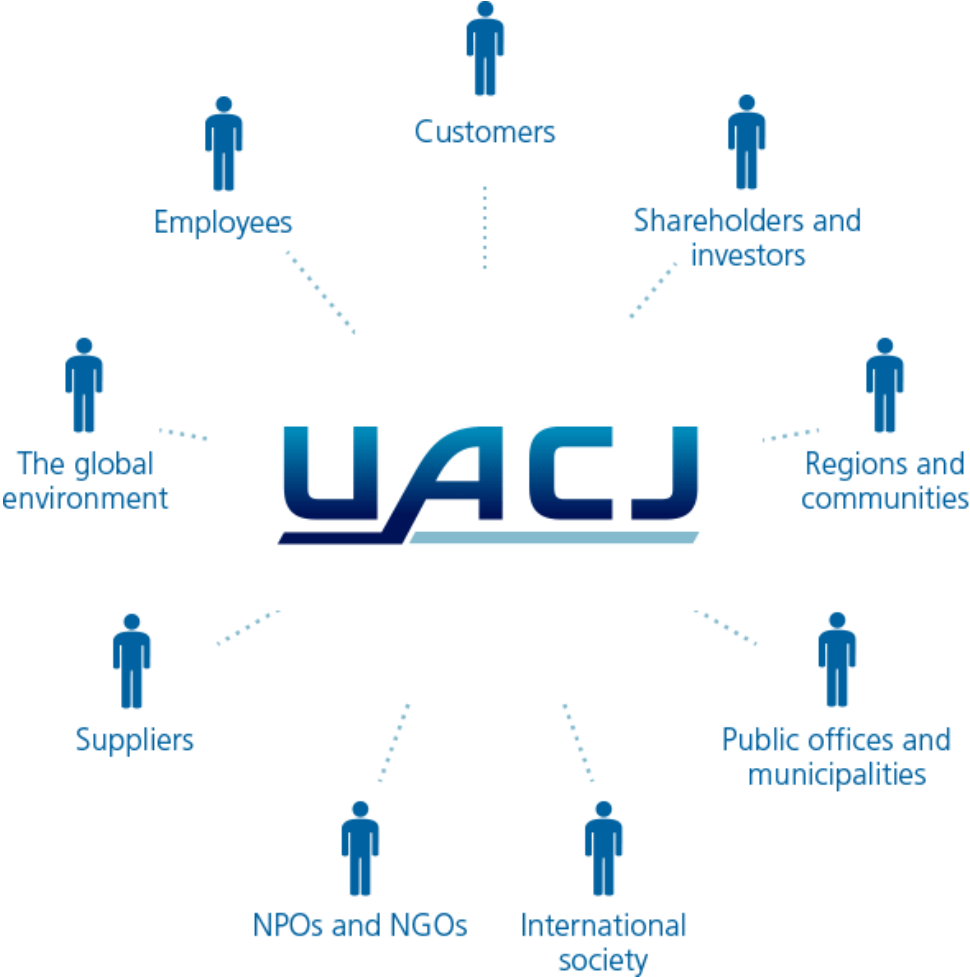 Customers
Employees
Shareholders and
investors
The global
environment
UACJ
Regions and
communities
Suppliers
Public offices and
municipalities
NPOs and NGOs
International
society